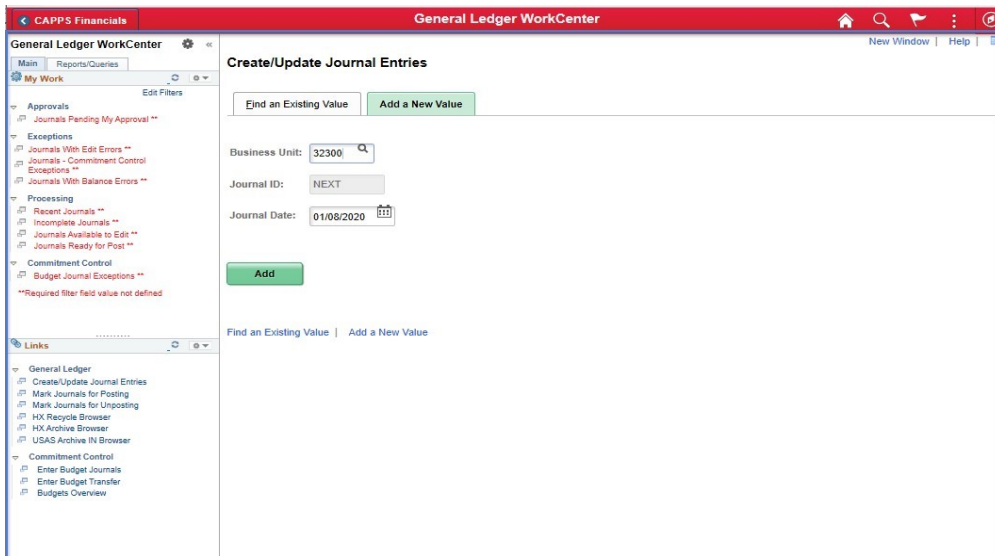 CAPPS Financials
General Ledger WorkCenter
New Window | Help |
General Ledger WorkCenter
Main Reports/Queries
My Work
Edit Filters
Approvals
Journals Pending My Approval **
Exceptions
Journals With Edit Errors **
Journals - Commitment Control
Exceptions **
Journals With Balance Errors **
Processing
Recent Journals **
Incomplete Journals **
Journals Available to Edit **
Journals Ready for Post **
Commitment Control
Budget Journal Exceptions **
**Required filter field value not defined
Links
General Ledger
Create/Update Journal Entries
Mark Journals for Posting
Mark Journals for Unposting
HX Recycle Browser
HX Archive Browser
USAS Archive IN Browser
Commitment Control
Enter Budget Journals
Enter Budget Transfer
Budgets Overview
Create/Update Journal Entries
Find an Existing Value Add a New Value
Business Unit: 32300
Journal ID: NEXT
Journal Date: 01/08/2020
Add
Find an Existing Value | Add a New Value